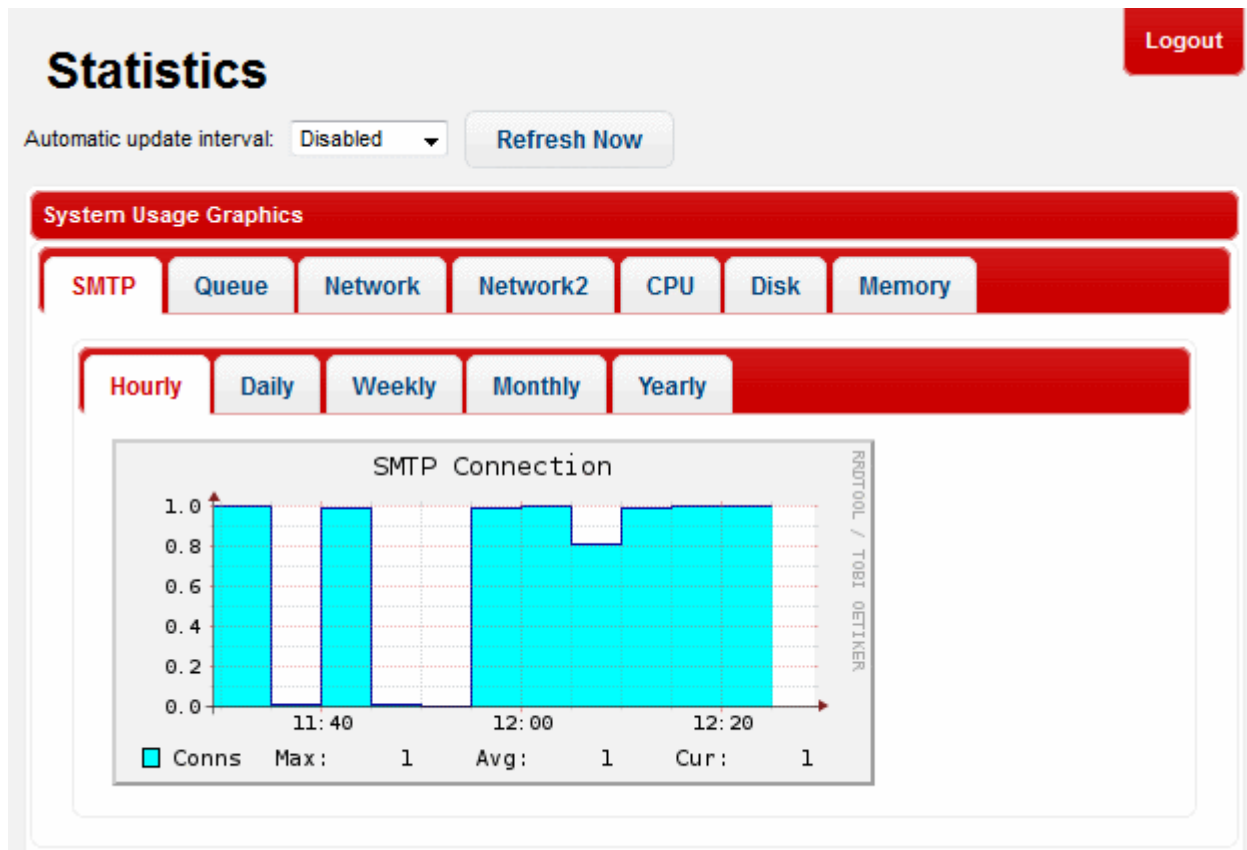 Logout
Statistics
Automatic update interval: Disabled Refresh Now
System Usage Graphics
SMTP Queue Network Network2 CPU Disk Memory
Hourly Daily Weekly Monthly Yearly
SMTP Connection
1.0
0.8
0.6
0.4
0.2
0.0
11:40 12:00 12:20
Conns Max: 1 Avg: 1 Cur: 1
RRDTOOL / TOBI OETIKER